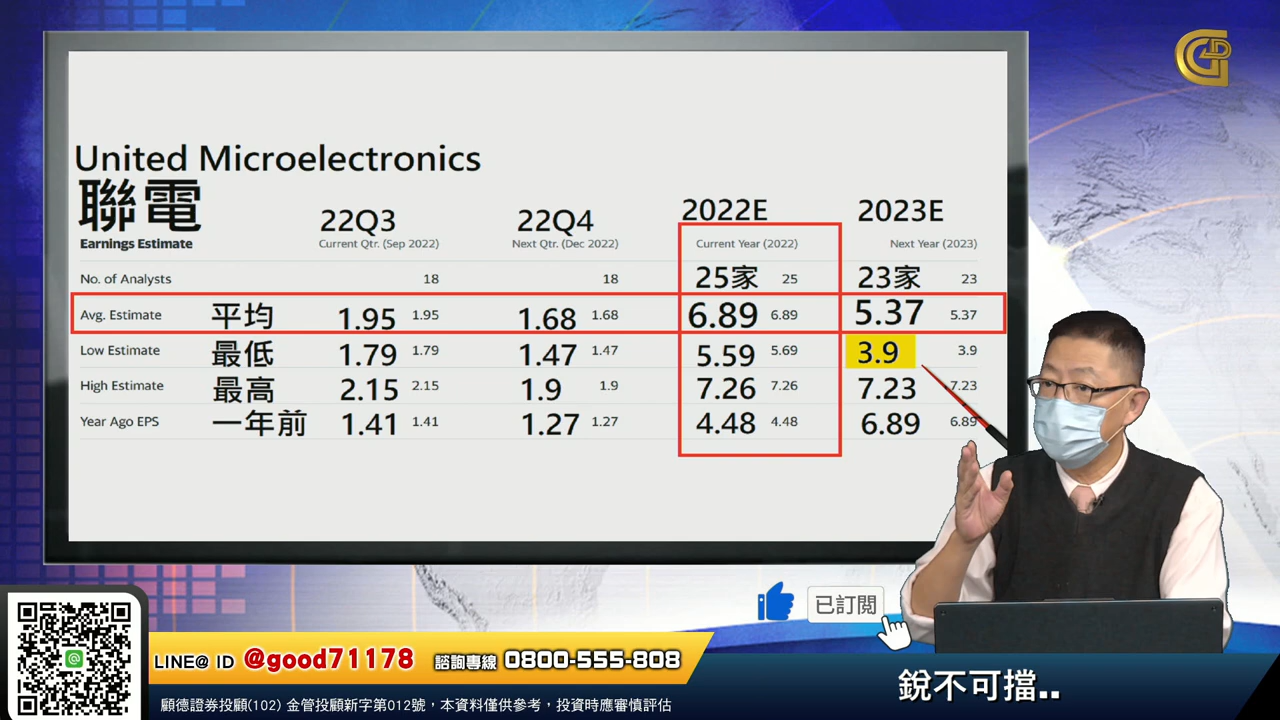 United Microelectronics
聯電
22Q3 22Q4 2022E 2023E
Earnings Estimate Current Qtr. (Sep 2022) Next Qtr. (Dec 2022) Current Year (2022) Next Year (2023)
No. of Analysts 18 18 25家 25 23家 23
Avg. Estimate 平均 1.95 1.95 1.68 1.68 6.89 6.89 5.37 5.37
Low Estimate 最低 1.79 1.79 1.47 1.47 5.59 5.69 3.9 3.9
High Estimate 最高 2.15 2.15 1.9 1.9 7.26 7.26 7.23 7.23
Year Ago EPS 一年前 1.41 1.41 1.27 1.27 4.48 4.48 6.89 6.89
已訂閱
LINE@ ID @good71178 諮詢專線 0800-555-808
銳不可擋..
顧德證券投顧(102) 金管投顧新字第012號，本資料僅供參考，投資時應審慎評估